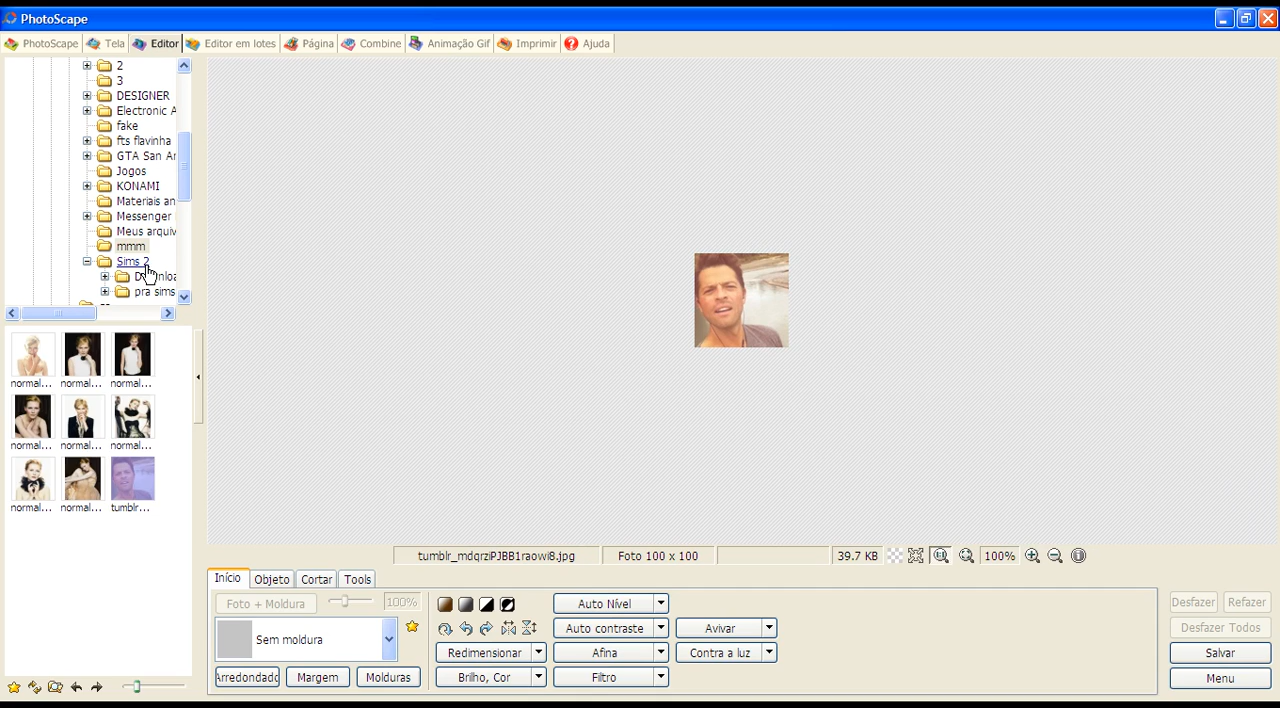 PhotoScape
PhotoScape Tela Editor Editor em lotes Página Combine Animação Gif Imprimir Ajuda
2
3
DESIGNER
Electronic A
fake
fts flavinha
GTA San An
Jogos
KONAMI
Materiais an
Messenger
Meus arquiv
mmm
Sims 2
pra sims
normal... normal... normal...
normal... normal... normal...
normal... normal... tumblr...
tumblr_mdqrziPJBB1raowi8.jpg Foto 100 x 100 39.7 KB 100%
Início Objeto Cortar Tools
Foto + Moldura 100% Auto Nível Desfazer Refazer
Sem moldura Auto contraste Avivar Desfazer Todos
Redimensionar Afina Contra a luz Salvar
Arredondado Margem Molduras Brilho, Cor Filtro Menu